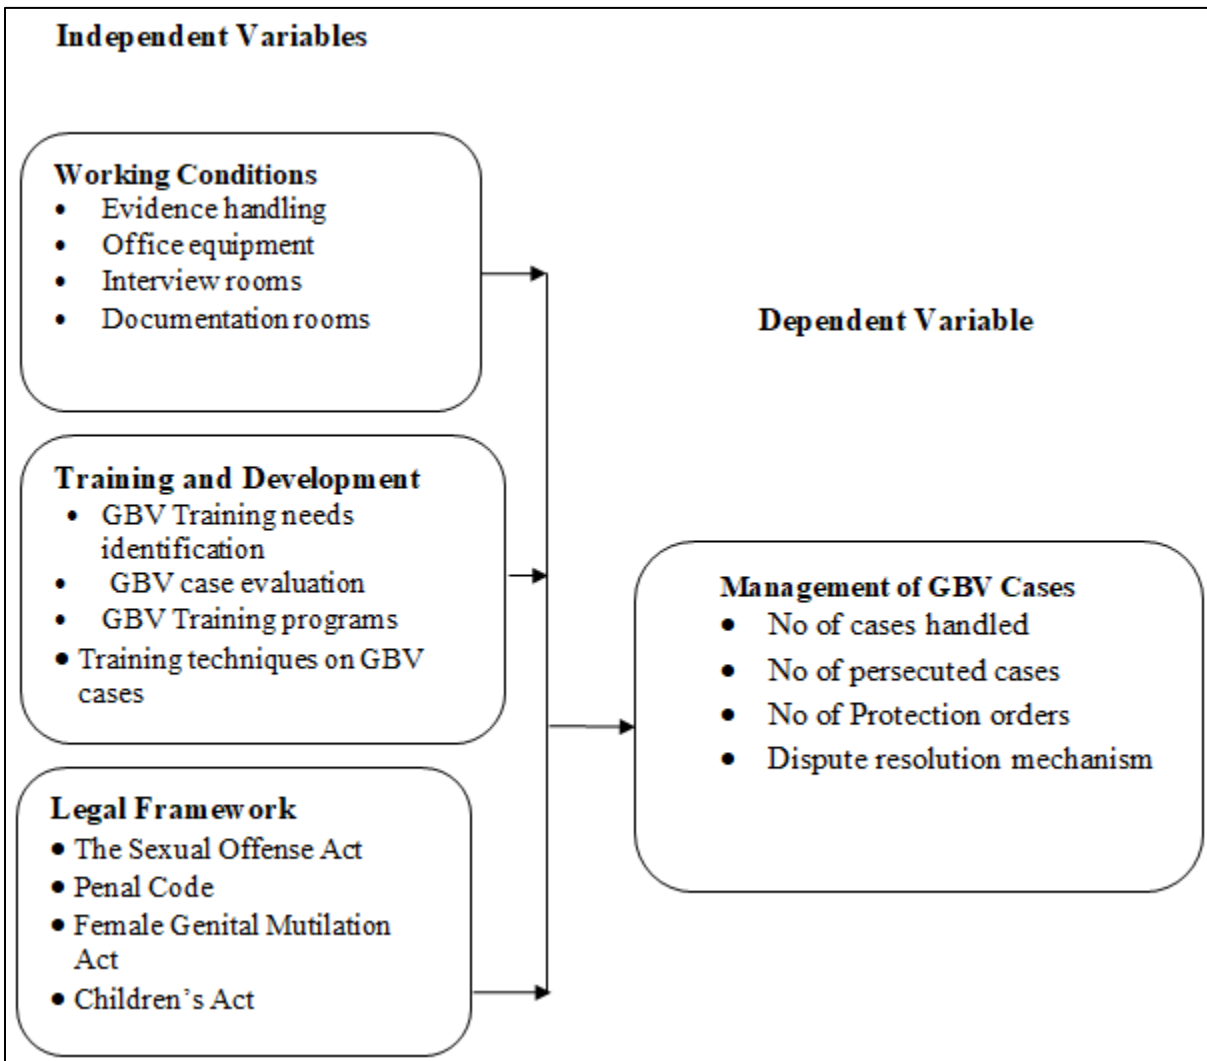 Independent Variables
Working Conditions
• Evidence handling
• Office equipment
• Interview rooms
• Documentation rooms
Dependent Variable
Training and Development
• GBV Training needs
identification
• GBV case evaluation
• GBV Training programs
• Training techniques on GBV
cases
Management of GBV Cases
• No of cases handled
• No of persecuted cases
• No of Protection orders
• Dispute resolution mechanism
Legal Framework
• The Sexual Offense Act
• Penal Code
• Female Genital Mutilation
Act
• Children’s Act